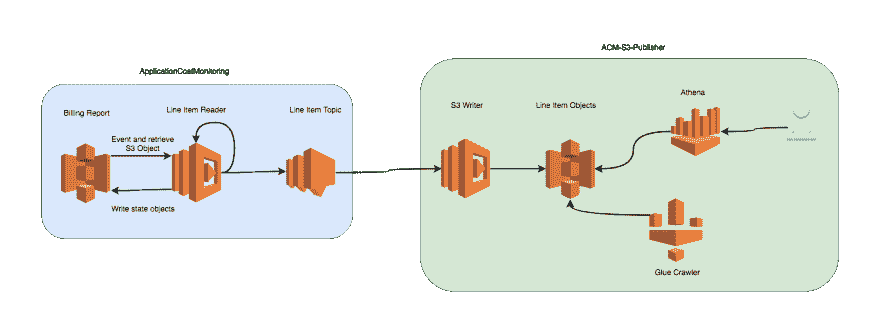 ACM-S3-Publisher
ApplicationCostMonitoring
Billing Report
Line Item Reader
Line Item Topic
Event and retrieve
S3 Object
Write state objects
S3 Writer
Line Item Objects
Athena
Glue Crawler